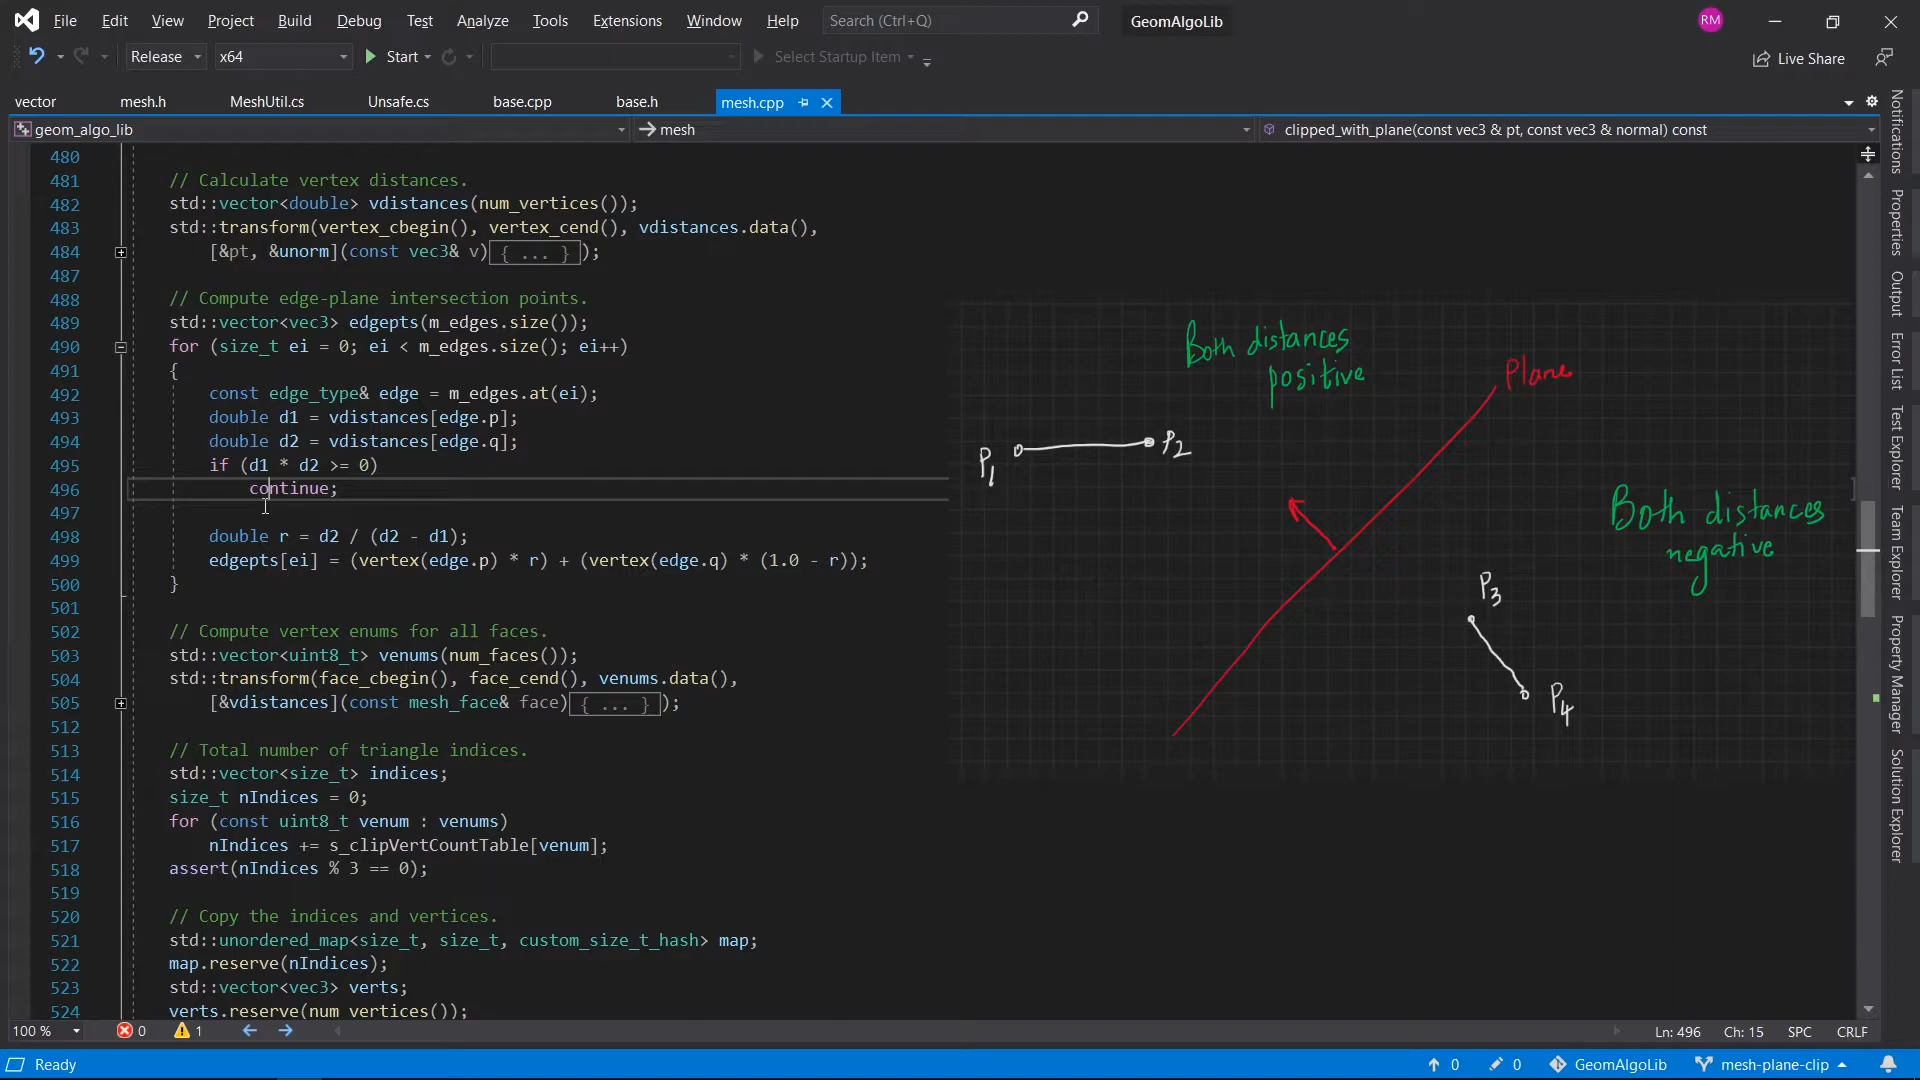 File Edit View Project Build Debug Test Analyze Tools Extensions Window Help Search (Ctrl+Q) GeomAlgoLib RM
Release x64 Start Select Startup Item Live Share
vector mesh.h MeshUtil.cs Unsafe.cs base.cpp base.h mesh.cpp
geom_algo_lib mesh clipped_with_plane(const vec3 & pt, const vec3 & normal) const
480
481 // Calculate vertex distances.
482 std::vector<double> vdistances(num_vertices());
483 std::transform(vertex_cbegin(), vertex_cend(), vdistances.data(),
484 [&pt, &unorm](const vec3& v){ ... });
487
488 // Compute edge-plane intersection points.
489 std::vector<vec3> edgepts(m_edges.size());
490 for (size_t ei = 0; ei < m_edges.size(); ei++)
491 {
492 const edge_type& edge = m_edges.at(ei);
493 double d1 = vdistances[edge.p];
494 double d2 = vdistances[edge.q];
495 if (d1 * d2 >= 0)
496 continue;
497
498 double r = d2 / (d2 - d1);
499 edgepts[ei] = (vertex(edge.p) * r) + (vertex(edge.q) * (1.0 - r));
500 }
501
502 // Compute vertex enums for all faces.
503 std::vector<uint8_t> venums(num_faces());
504 std::transform(face_cbegin(), face_cend(), venums.data(),
505 [&vdistances](const mesh_face& face){ ... });
512
513 // Total number of triangle indices.
514 std::vector<size_t> indices;
515 size_t nIndices = 0;
516 for (const uint8_t venum : venums)
517 nIndices += s_clipVertCountTable[venum];
518 assert(nIndices % 3 == 0);
519
520 // Copy the indices and vertices.
521 std::unordered_map<size_t, size_t, custom_size_t_hash> map;
522 map.reserve(nIndices);
523 std::vector<vec3> verts;
524 verts.reserve(num_vertices());
Both distances
positive
Plane
P1
P2
Both distances
negative
P3
P4
Notifications
Properties
Output
Error List
Test Explorer
Team Explorer
Property Manager
Solution Explorer
100 % 0 1 Ln: 496 Ch: 15 SPC CRLF
Ready 0 0 GeomAlgoLib mesh-plane-clip